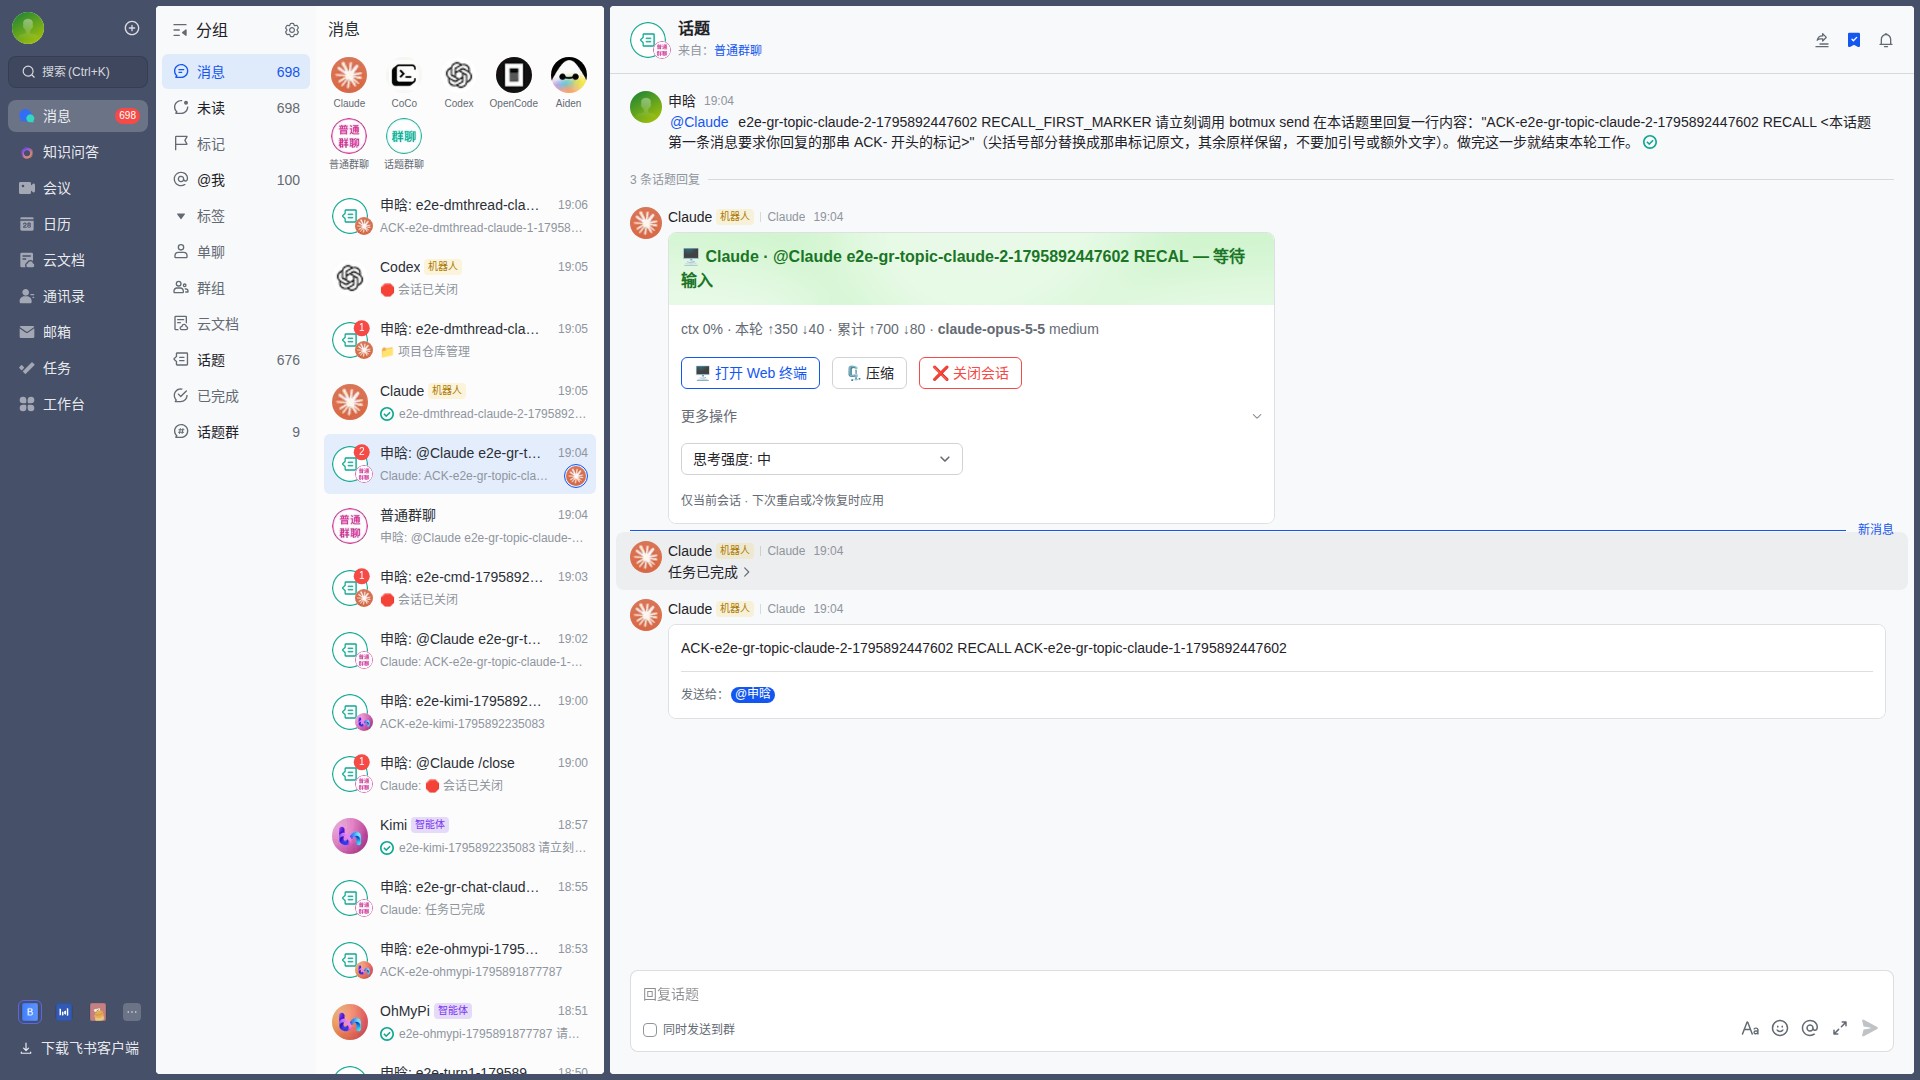 搜索 (Ctrl+K)
消息 698
知识问答
会议
日历
云文档
通讯录
邮箱
任务
工作台
下载飞书客户端
分组
消息 698
未读 698
标记
@我 100
标签
单聊
群组
云文档
话题 676
已完成
话题群 9
消息
Claude CoCo Codex OpenCode Aiden
普通群聊 群聊
普通群聊 话题群聊
申晗: e2e-dmthread-cla… 19:06
ACK-e2e-dmthread-claude-1-17958…
Codex 机器人 19:05
会话已关闭
1 申晗: e2e-dmthread-cla… 19:05
项目仓库管理
Claude 机器人 19:05
e2e-dmthread-claude-2-1795892…
2 申晗: @Claude e2e-gr-t… 19:04
Claude: ACK-e2e-gr-topic-cla…
普通群聊 普通群聊 19:04
申晗: @Claude e2e-gr-topic-claude-…
1 申晗: e2e-cmd-1795892… 19:03
会话已关闭
申晗: @Claude e2e-gr-t… 19:02
Claude: ACK-e2e-gr-topic-claude-1-…
申晗: e2e-kimi-1795892… 19:00
ACK-e2e-kimi-1795892235083
1 申晗: @Claude /close 19:00
Claude: 会话已关闭
Kimi 智能体 18:57
e2e-kimi-1795892235083 请立刻…
申晗: e2e-gr-chat-claud… 18:55
Claude: 任务已完成
申晗: e2e-ohmypi-1795… 18:53
ACK-e2e-ohmypi-1795891877787
OhMyPi 智能体 18:51
e2e-ohmypi-1795891877787 请…
申晗: e2e-turn1-179589… 18:50
话题
来自：普通群聊
申晗 19:04
@Claude e2e-gr-topic-claude-2-1795892447602 RECALL_FIRST_MARKER 请立刻调用 botmux send 在本话题里回复一行内容："ACK-e2e-gr-topic-claude-2-1795892447602 RECALL <本话题
第一条消息要求你回复的那串 ACK- 开头的标记>"（尖括号部分替换成那串标记原文，其余原样保留，不要加引号或额外文字）。做完这一步就结束本轮工作。
3 条话题回复
Claude 机器人 Claude 19:04
Claude · @Claude e2e-gr-topic-claude-2-1795892447602 RECAL — 等待
输入
ctx 0% · 本轮 ↑350 ↓40 · 累计 ↑700 ↓80 · claude-opus-5-5 medium
打开 Web 终端 压缩 关闭会话
更多操作
思考强度: 中
仅当前会话 · 下次重启或冷恢复时应用
新消息
Claude 机器人 Claude 19:04
任务已完成
Claude 机器人 Claude 19:04
ACK-e2e-gr-topic-claude-2-1795892447602 RECALL ACK-e2e-gr-topic-claude-1-1795892447602
发送给： @申晗
回复话题
同时发送到群